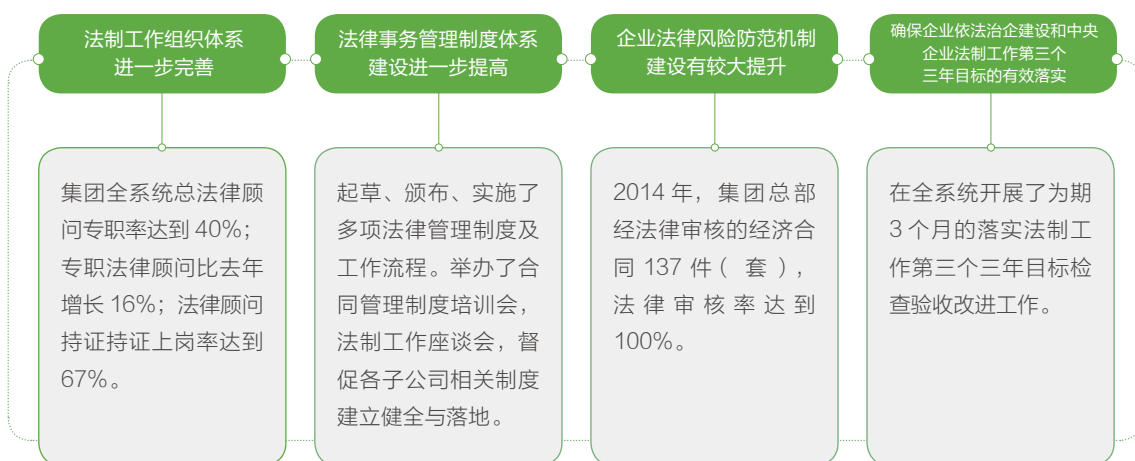 法制工作组织体系
进一步完善
集团全系统总法律顾
问专职率达到 40%；
专职法律顾问比去年
增长 16%；法律顾问
持证持证上岗率达到
67%。
法律事务管理制度体系
建设进一步提高
起草、颁布、实施了
多项法律管理制度及
工作流程。举办了合
同管理制度培训会，
法制工作座谈会，督
促各子公司相关制度
建立健全与落地。
企业法律风险防范机制
建设有较大提升
2014 年，集团总部
经法律审核的经济合
同 137 件（ 套 ），
法律审核率达到
100%。
确保企业依法治企建设和中央
企业法制工作第三个
三年目标的有效落实
在全系统开展了为期
3 个月的落实法制工
作第三个三年目标检
查验收改进工作。